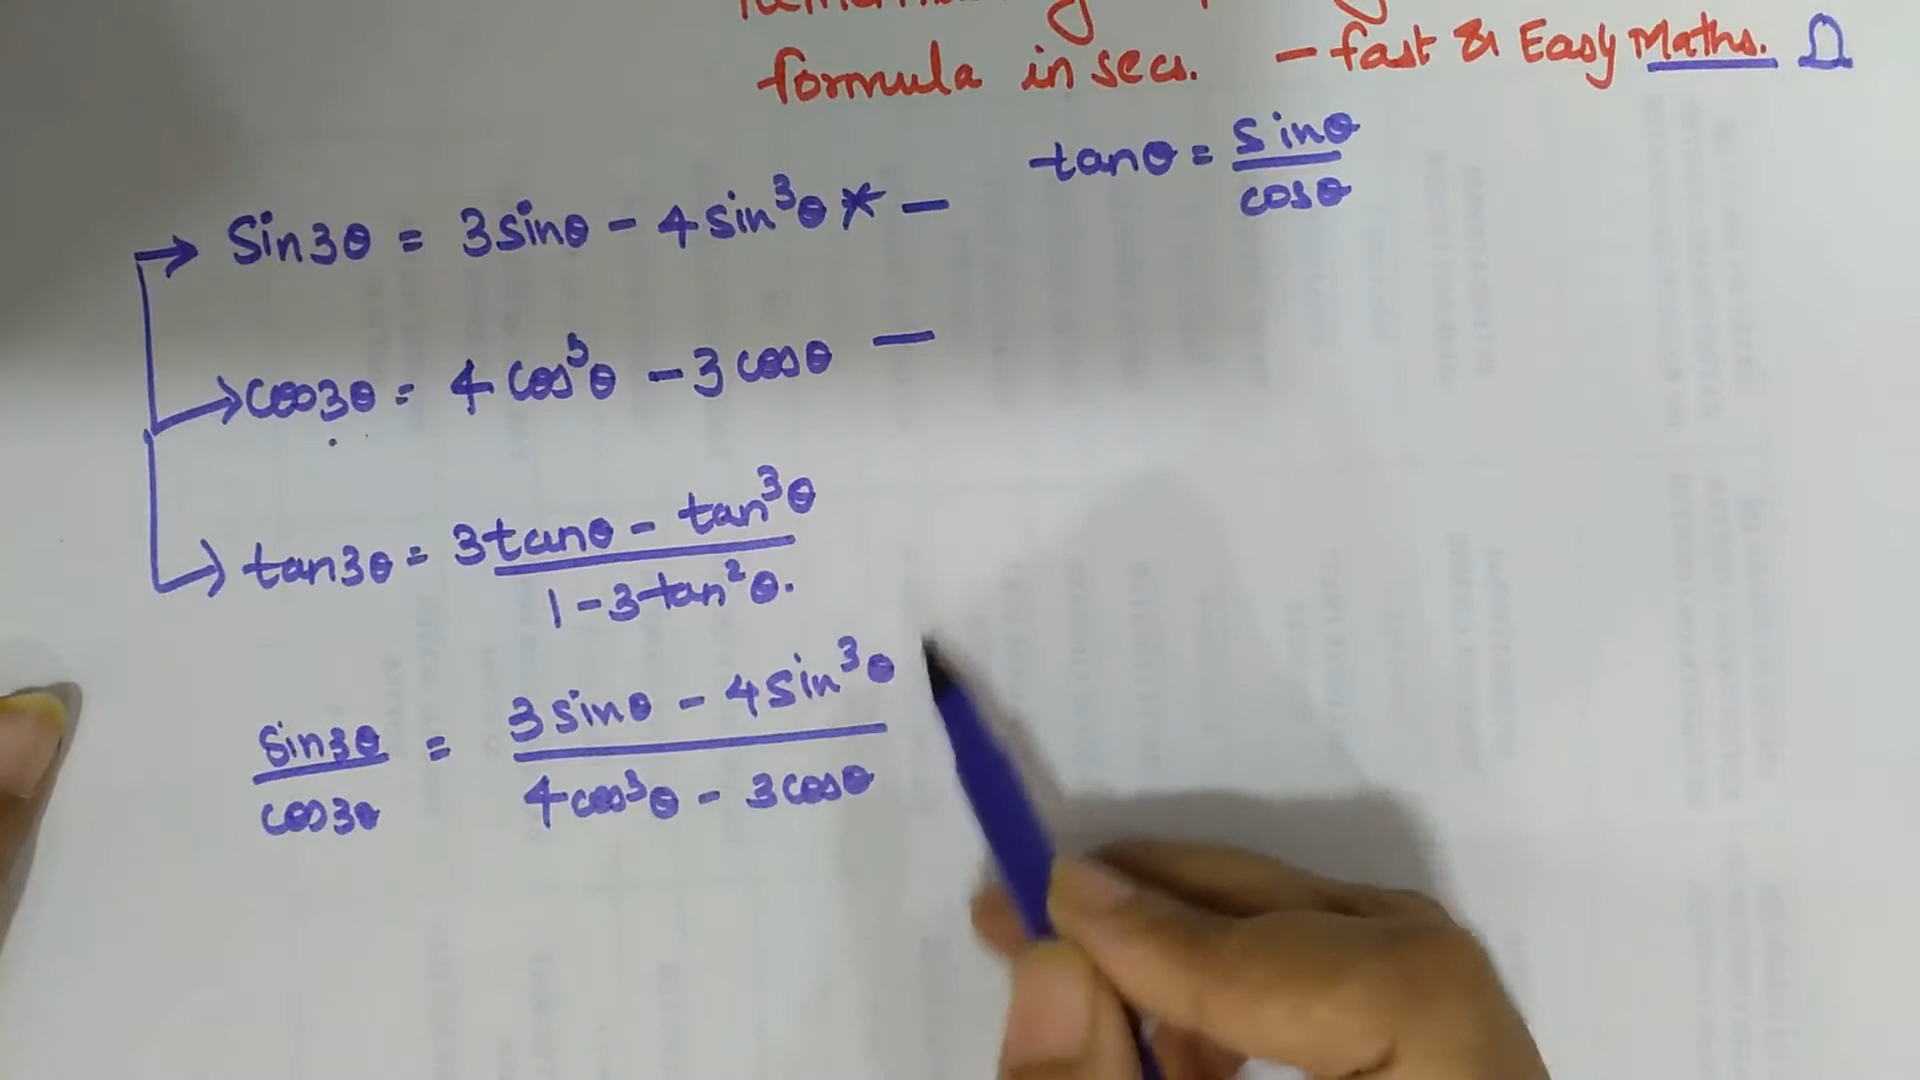 formula in secs. - fast & Easy Maths.
tanθ = sinθ / cosθ
Sin3θ = 3sinθ - 4sin³θ * -
cos3θ = 4cos³θ - 3cosθ -
tan3θ = 3tanθ - tan³θ / 1 - 3tan²θ.
sin3θ / cos3θ = 3sinθ - 4sin³θ / 4cos³θ - 3cosθ